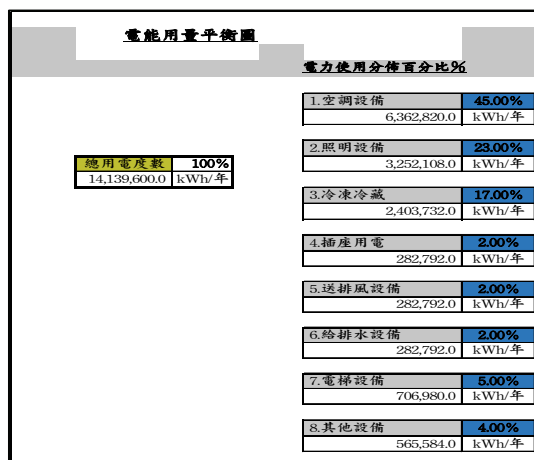 電能用量平衡圖
電力使用分佈百分比%
總用電度數 100%
14,139,600.0 kWh/年
1.空調設備 45.00%
6,362,820.0 kWh/年
2.照明設備 23.00%
3,252,108.0 kWh/年
3.冷凍冷藏 17.00%
2,403,732.0 kWh/年
4.插座用電 2.00%
282,792.0 kWh/年
5.送排風設備 2.00%
282,792.0 kWh/年
6.給排水設備 2.00%
282,792.0 kWh/年
7.電梯設備 5.00%
706,980.0 kWh/年
8.其他設備 4.00%
565,584.0 kWh/年